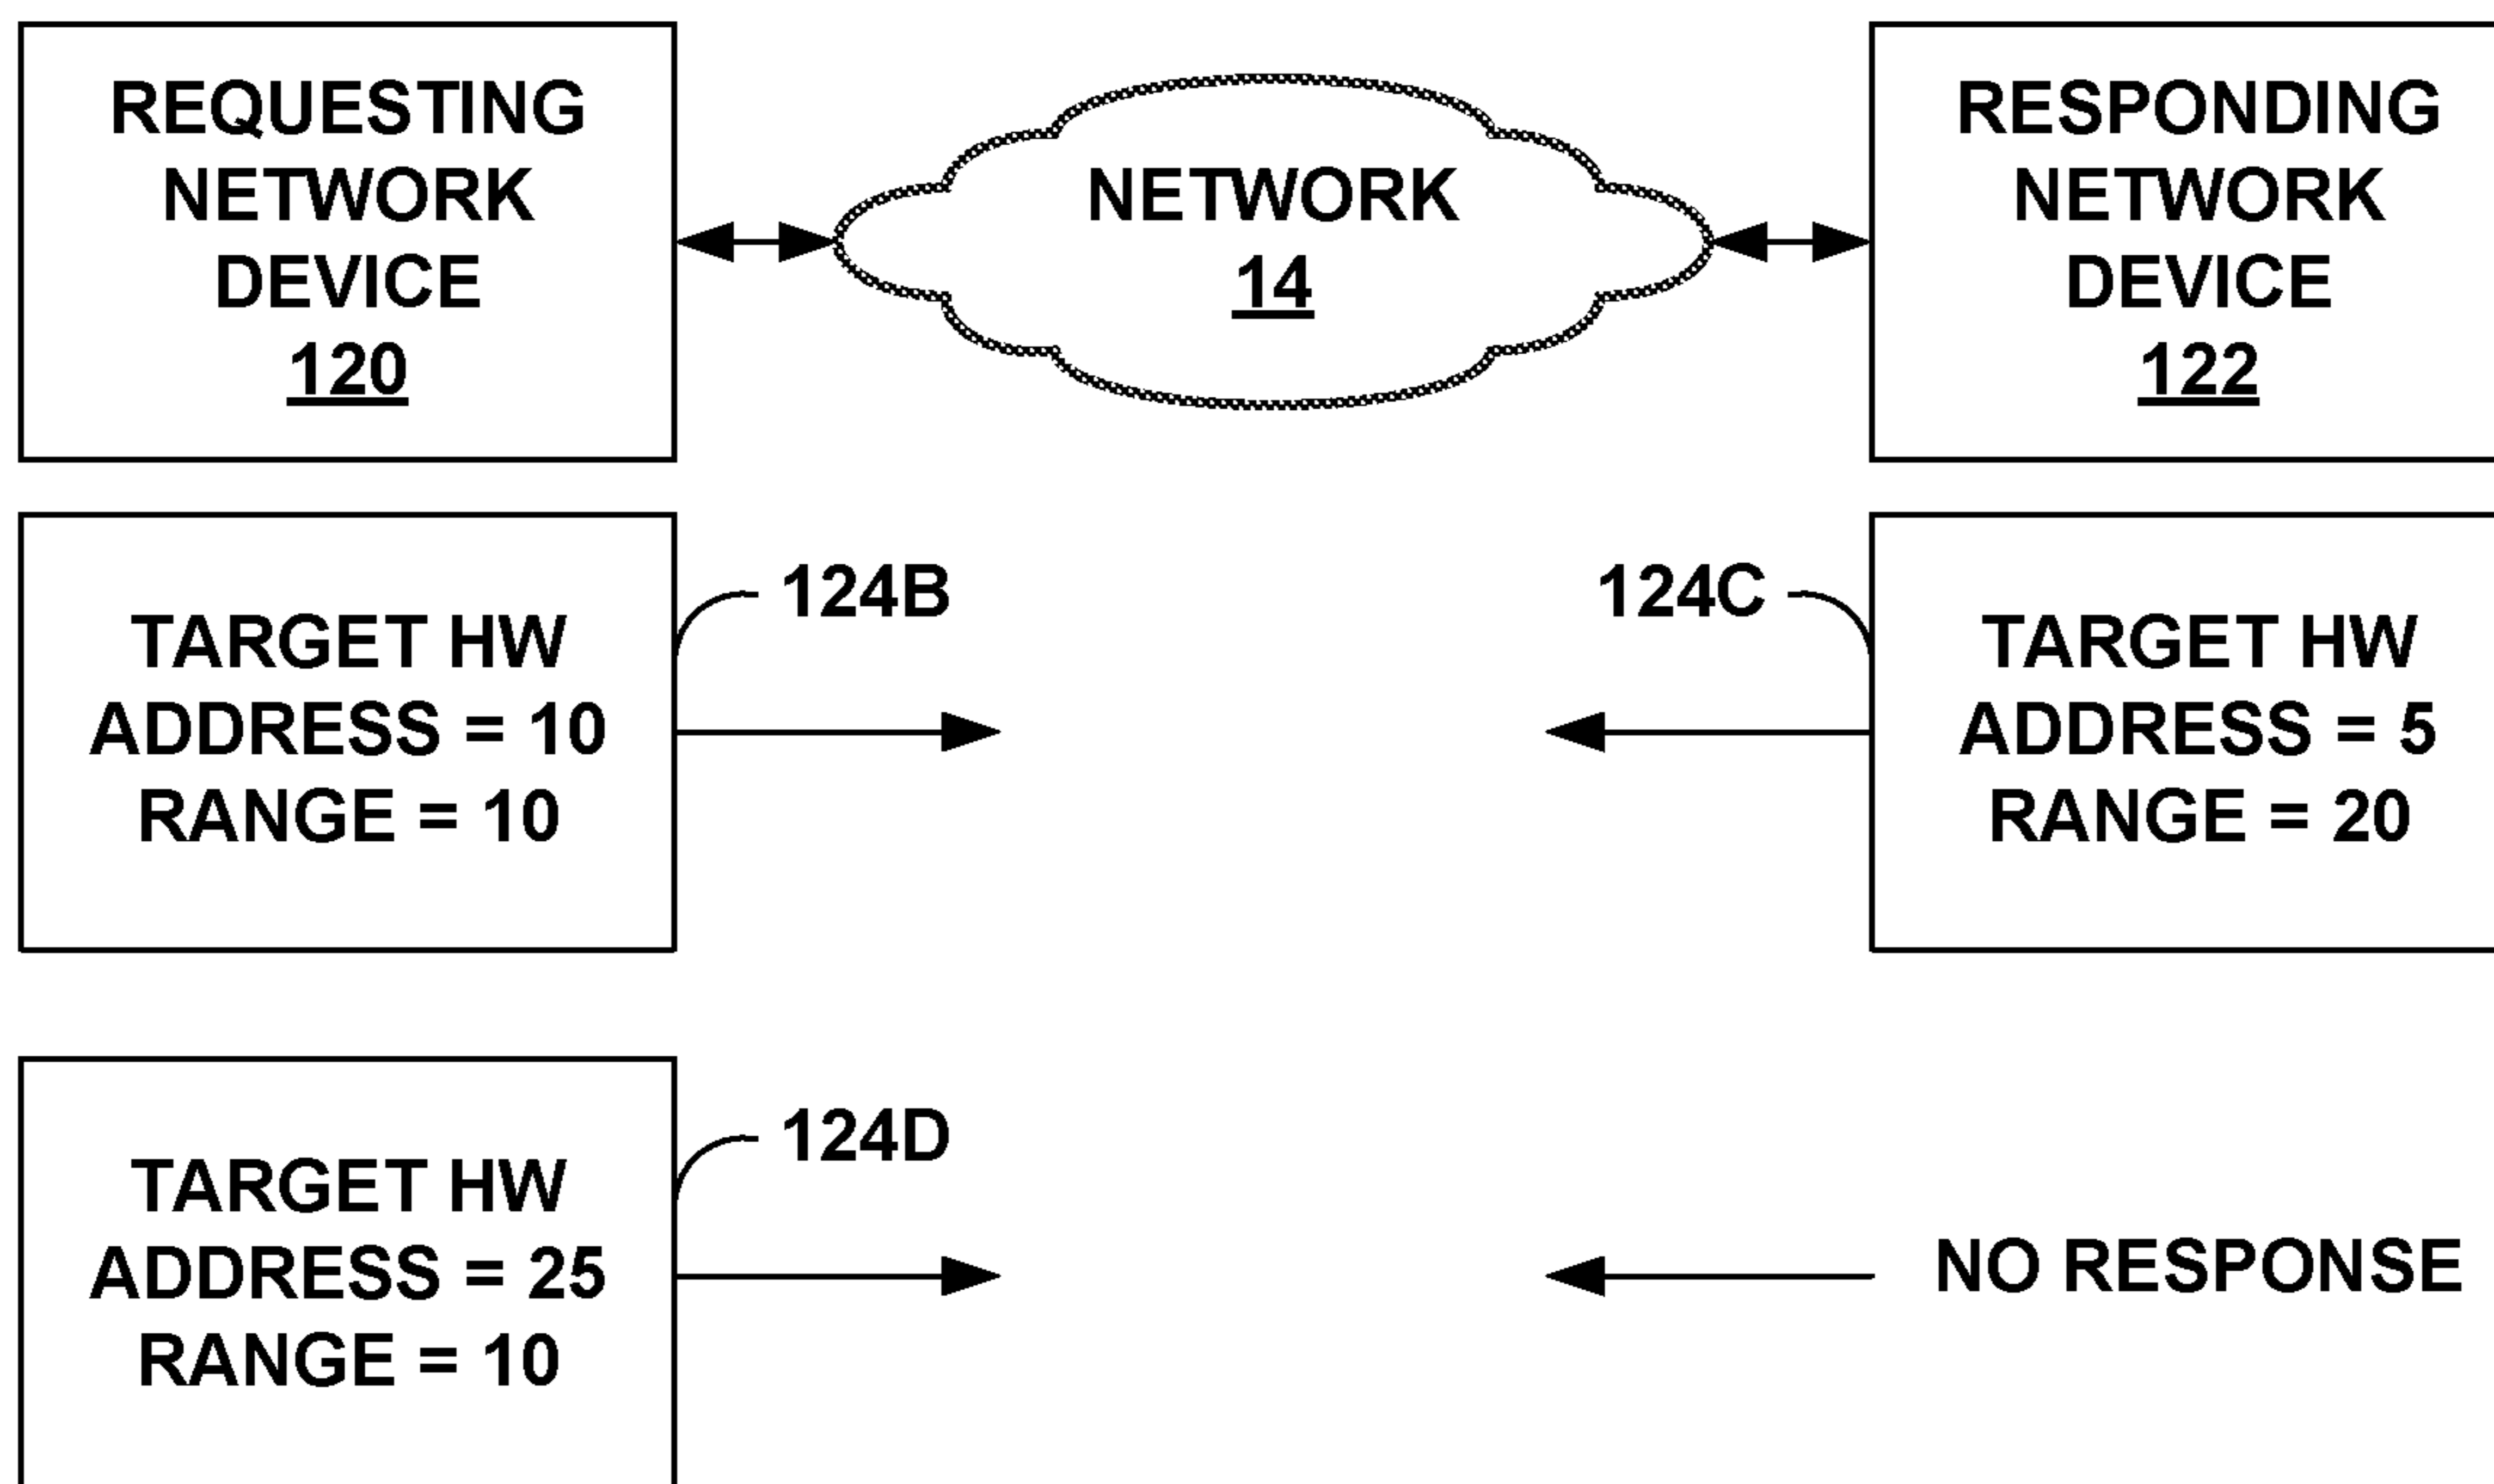 REQUESTING
NETWORK
DEVICE
120
NETWORK
14
RESPONDING
NETWORK
DEVICE
122
124B
TARGET HW
ADDRESS = 10
RANGE = 10
124C
TARGET HW
ADDRESS = 5
RANGE = 20
124D
TARGET HW
ADDRESS = 25
RANGE = 10
NO RESPONSE